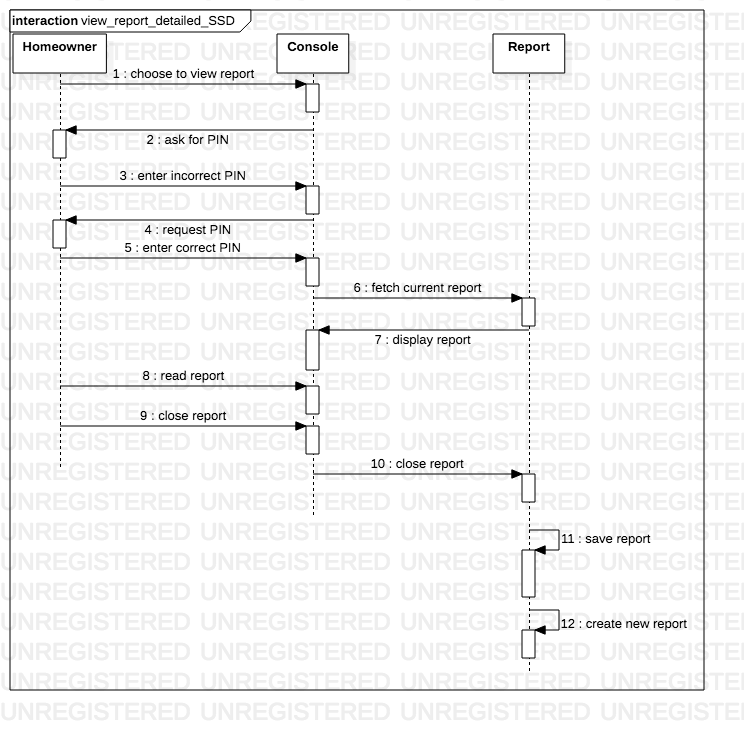 interaction view_report_detailed_SSD
Homeowner
Console
Report
1 : choose to view report
2 : ask for PIN
3 : enter incorrect PIN
4 : request PIN
5 : enter correct PIN
6 : fetch current report
7 : display report
8 : read report
9 : close report
10 : close report
11 : save report
12 : create new report
UNREGISTERED